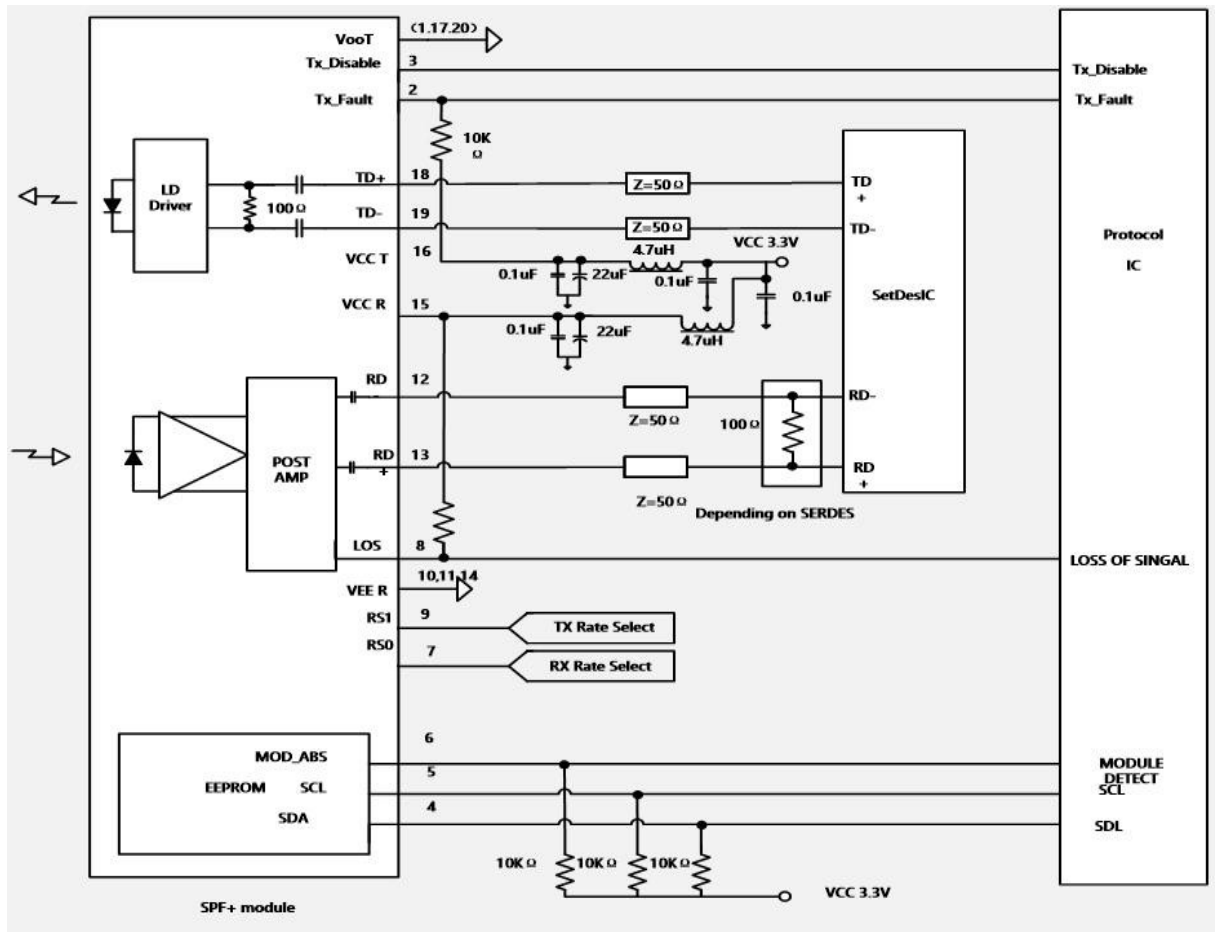 VooT
(1.17.20)
Tx_Disable
3
Tx_Disable
Tx_Fault
2
Tx_Fault
10K
Ω
LD
Driver
100Ω
TD+
18
Z=50Ω
TD
+
TD-
19
Z=50Ω
TD-
4.7uH
VCC 3.3V
VCC T
16
0.1uF
22uF
0.1uF
0.1uF
SetDesIC
Protocol
IC
VCC R
15
0.1uF
22uF
4.7uH
RD
-
12
Z=50Ω
100Ω
RD-
POST
AMP
RD
+
13
Z=50Ω
RD
+
Depending on SERDES
LOS
8
LOSS OF SINGAL
VEE R
10,11,14
RS1
9
TX Rate Select
RS0
7
RX Rate Select
MOD_ABS
6
MODULE
DETECT
EEPROM
SCL
5
SCL
SDA
4
SDL
10KΩ
10KΩ
10KΩ
VCC 3.3V
SPF+ module